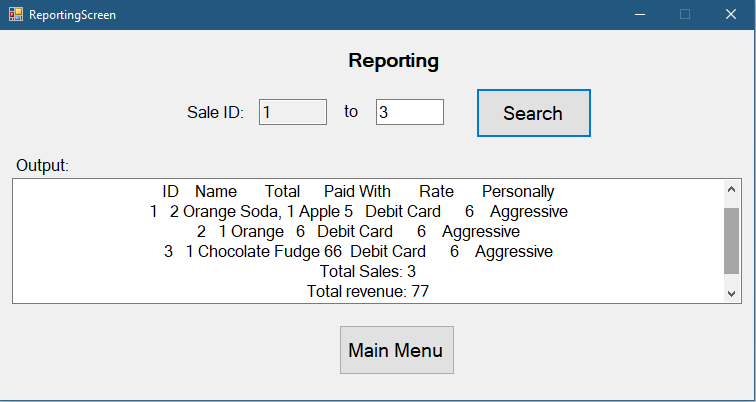 ReportingScreen
Reporting
Sale ID: 1 to 3 Search
Output:
ID Name Total Paid With Rate Personally
1 2 Orange Soda, 1 Apple 5 Debit Card 6 Aggressive
2 1 Orange 6 Debit Card 6 Aggressive
3 1 Chocolate Fudge 66 Debit Card 6 Aggressive
Total Sales: 3
Total revenue: 77
Main Menu